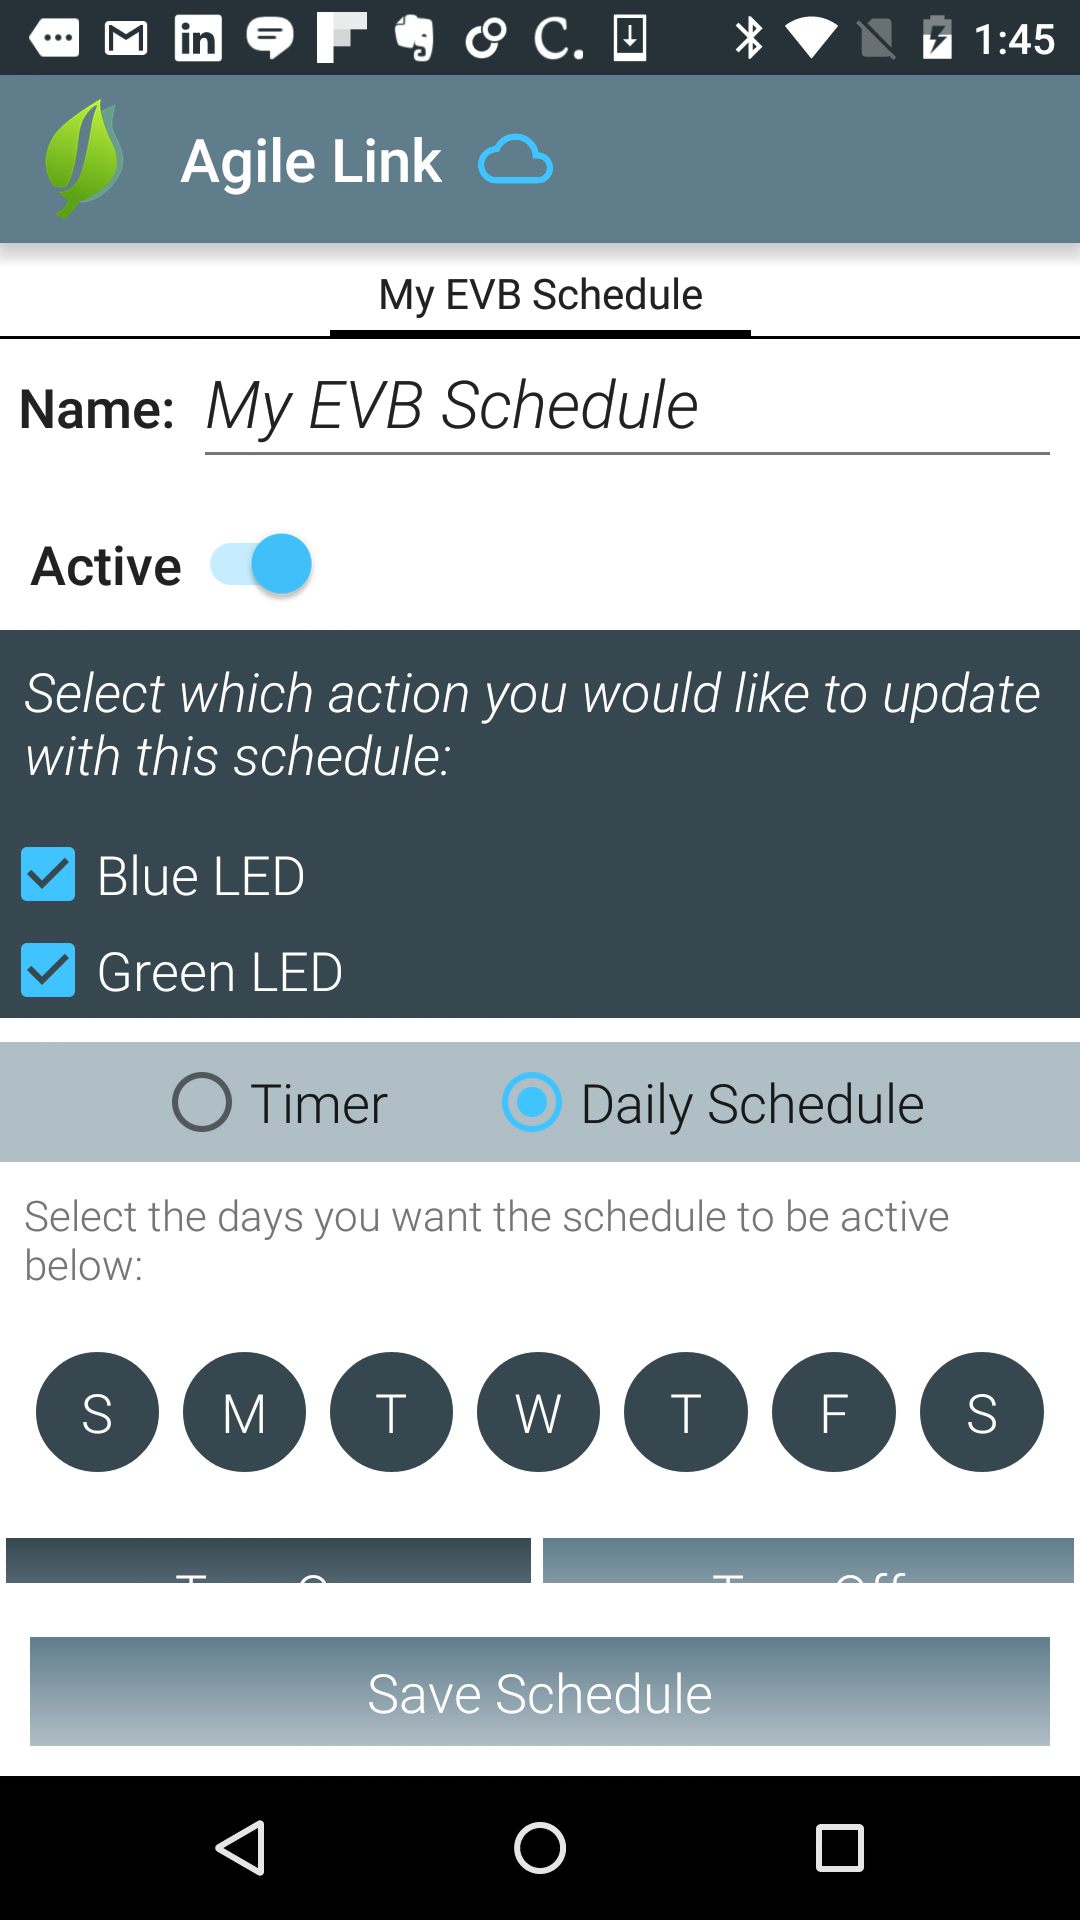 1:45
Agile Link
My EVB Schedule
Name: My EVB Schedule
Active
Select which action you would like to update
with this schedule:
Blue LED
Green LED
Timer Daily Schedule
Select the days you want the schedule to be active
below:
S M T W T F S
Save Schedule